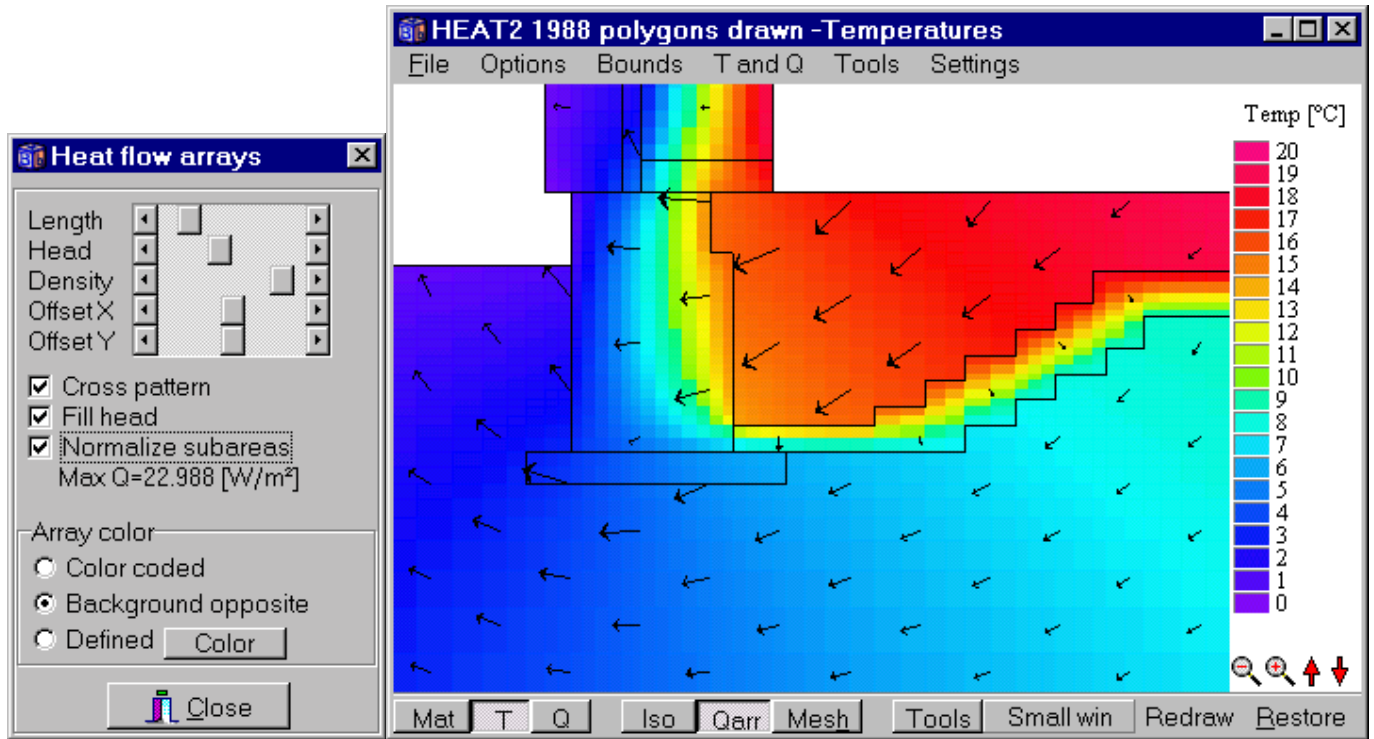 HEAT2 1988 polygons drawn -Temperatures
File Options Bounds T and Q Tools Settings
Temp [°C]
20
19
18
17
16
15
14
13
12
11
10
9
8
7
6
5
4
3
2
1
0
Mat T Q Iso Qarr Mesh Tools Small win Redraw Restore
Heat flow arrays
Length
Head
Density
Offset X
Offset Y
Cross pattern
Fill head
Normalize subareas
Max Q=22.988 [W/m²]
Array color
Color coded
Background opposite
Defined Color
Close